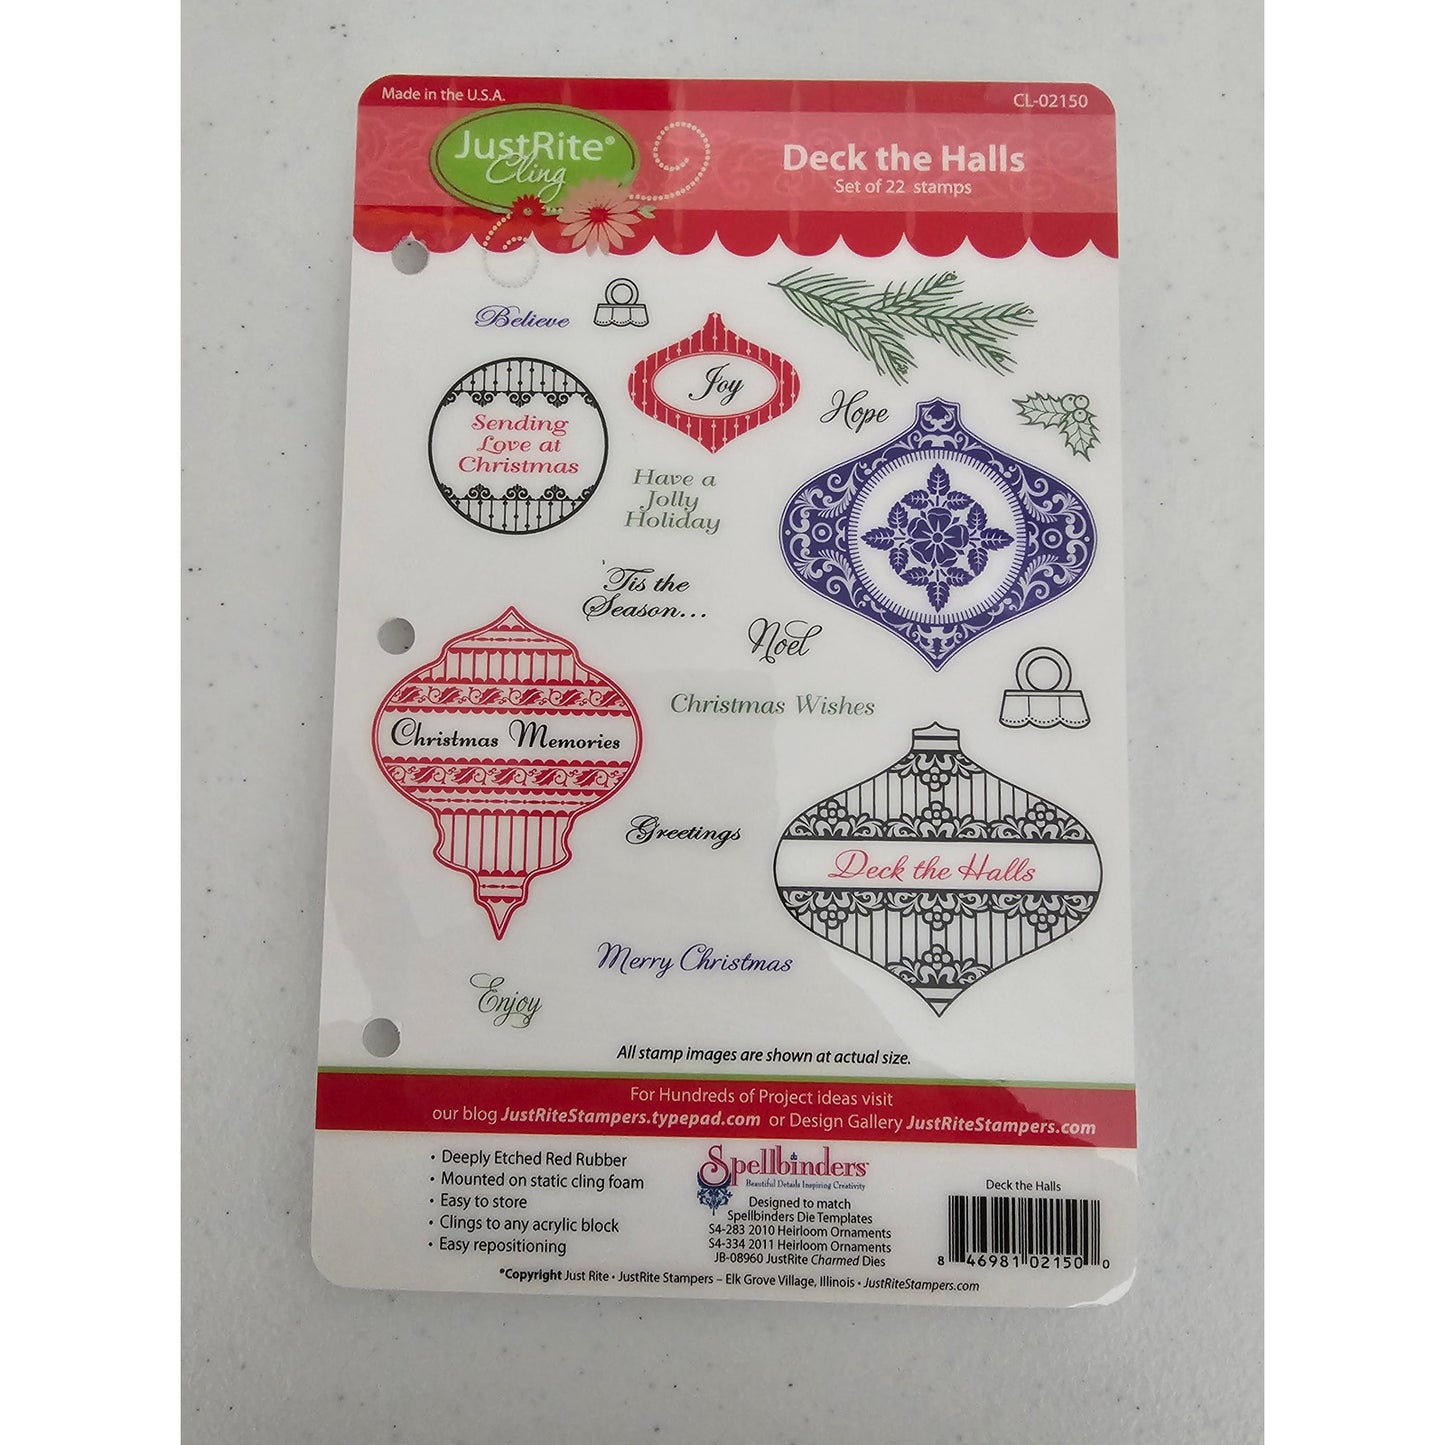 Made in the U.S.A.
CL-02150
JustRite®
Cling
Deck the Halls
Set of 22 stamps
Believe
Joy
Hope
Sending
Love at
Christmas
Have a
Jolly
Holiday
'Tis the
Season...
Noel
Christmas Wishes
Christmas Memories
Greetings
Deck the Halls
Merry Christmas
Enjoy
All stamp images are shown at actual size.
For Hundreds of Project ideas visit
our blog JustRiteStampers.typepad.com or Design Gallery JustRiteStampers.com
• Deeply Etched Red Rubber
• Mounted on static cling foam
• Easy to store
• Clings to any acrylic block
• Easy repositioning
Spellbinders
Beautiful Details Inspiring Creativity
Designed to match
Spellbinders Die Templates
S4-283 2010 Heirloom Ornaments
S4-334 2011 Heirloom Ornaments
JB-08960 JustRite Charmed Dies
Deck the Halls
8 46981 02150 0
*Copyright Just Rite • JustRite Stampers – Elk Grove Village, Illinois • JustRiteStampers.com